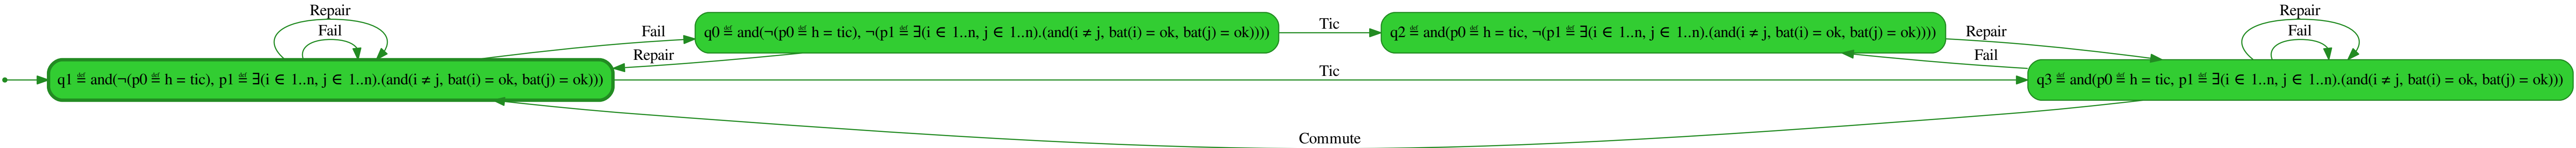 Repair
Fail
Fail
Repair
q0 ≝ and(¬(p0 ≝ h = tic), ¬(p1 ≝ ∃(i ∈ 1..n, j ∈ 1..n).(and(i ≠ j, bat(i) = ok, bat(j) = ok))))
Tic
q2 ≝ and(p0 ≝ h = tic, ¬(p1 ≝ ∃(i ∈ 1..n, j ∈ 1..n).(and(i ≠ j, bat(i) = ok, bat(j) = ok))))
Repair
Fail
Repair
Fail
q1 ≝ and(¬(p0 ≝ h = tic), p1 ≝ ∃(i ∈ 1..n, j ∈ 1..n).(and(i ≠ j, bat(i) = ok, bat(j) = ok)))
Tic
q3 ≝ and(p0 ≝ h = tic, p1 ≝ ∃(i ∈ 1..n, j ∈ 1..n).(and(i ≠ j, bat(i) = ok, bat(j) = ok)))
Commute